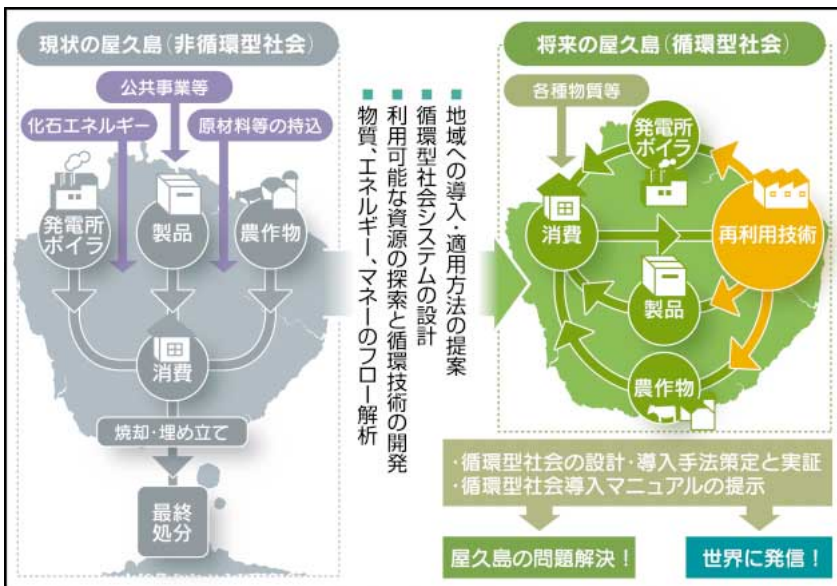 現状の屋久島(非循環型社会)
公共事業等
化石エネルギー
原材料等の持込
発電所
ボイラ
製品
農作物
消費
焼却・埋め立て
最終
処分
■地域への導入・適用方法の提案
■循環型社会システムの設計
■利用可能な資源の探索と循環技術の開発
■物質、エネルギー、マネーのフロー解析
将来の屋久島(循環型社会)
各種物質等
発電所
ボイラ
消費
再利用技術
製品
農作物
・循環型社会の設計・導入手法策定と実証
・循環型社会導入マニュアルの提示
屋久島の問題解決!
世界に発信!